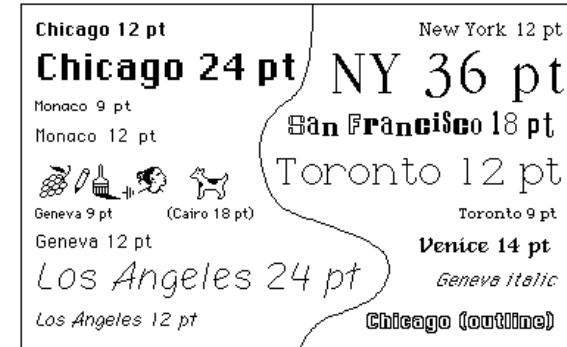 Chicago 12 pt
Chicago 24 pt
Monaco 9 pt
Monaco 12 pt
Geneva 9 pt (Cairo 18 pt)
Geneva 12 pt
Los Angeles 24 pt
Los Angeles 12 pt
New York 12 pt
NY 36 pt
San Francisco 18 pt
Toronto 12 pt
Toronto 9 pt
Venice 14 pt
Geneva italic
Chicago (outline)